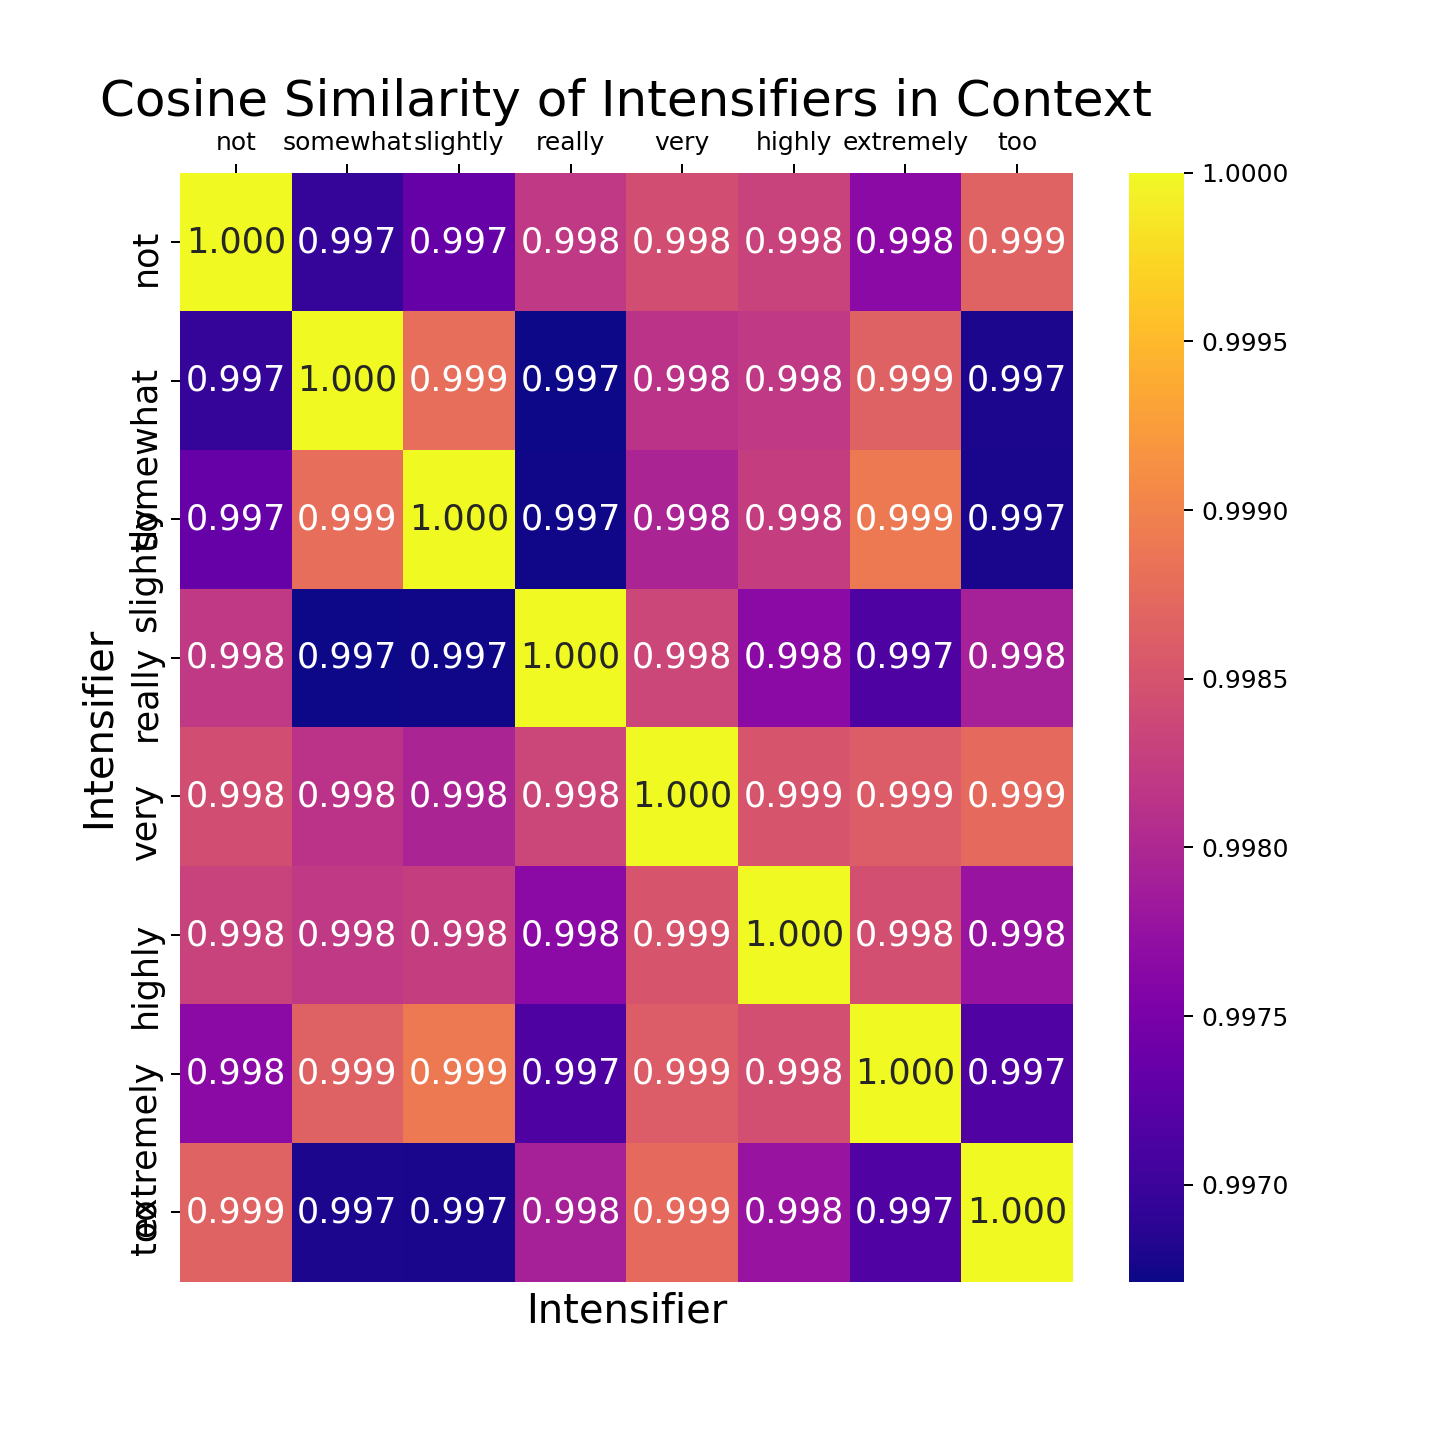 Cosine Similarity of Intensifiers in Context
not somewhat slightly really very highly extremely too
not 1.000 0.997 0.997 0.998 0.998 0.998 0.998 0.999
somewhat 0.997 1.000 0.999 0.997 0.998 0.998 0.999 0.997
slightly 0.997 0.999 1.000 0.997 0.998 0.998 0.999 0.997
really 0.998 0.997 0.997 1.000 0.998 0.998 0.997 0.998
very 0.998 0.998 0.998 0.998 1.000 0.999 0.999 0.999
highly 0.998 0.998 0.998 0.998 0.999 1.000 0.998 0.998
extremely 0.998 0.999 0.999 0.997 0.999 0.998 1.000 0.997
too 0.999 0.997 0.997 0.998 0.999 0.998 0.997 1.000
Intensifier
Intensifier
1.0000
0.9995
0.9990
0.9985
0.9980
0.9975
0.9970